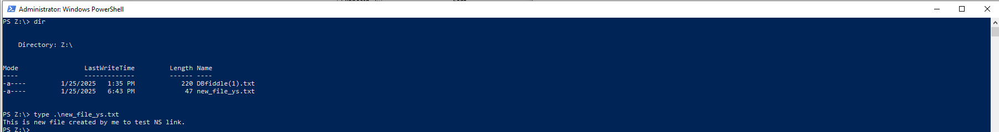 Administrator: Windows PowerShell
PS Z:\> dir
Directory: Z:\
Mode LastWriteTime Length Name
---- ------------- ------ ----
-a---- 1/25/2025 1:35 PM 220 DBfiddle(1).txt
-a---- 1/25/2025 6:43 PM 47 new_file_ys.txt
PS Z:\> type .\new_file_ys.txt
This is new file created by me to test NS link.
PS Z:\>